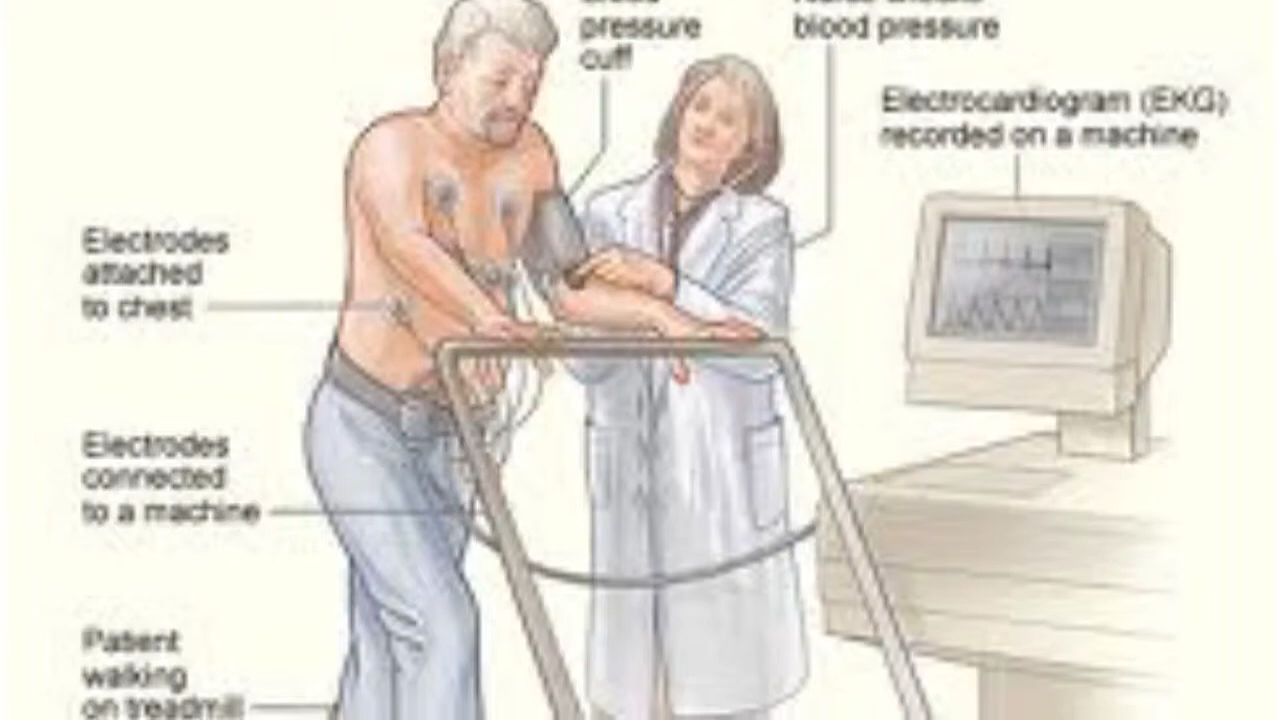 pressure
cuff
blood pressure
Electrocardiogram (EKG)
recorded on a machine
Electrodes
attached
to chest
Electrodes
connected
to a machine
Patient
walking
on treadmill